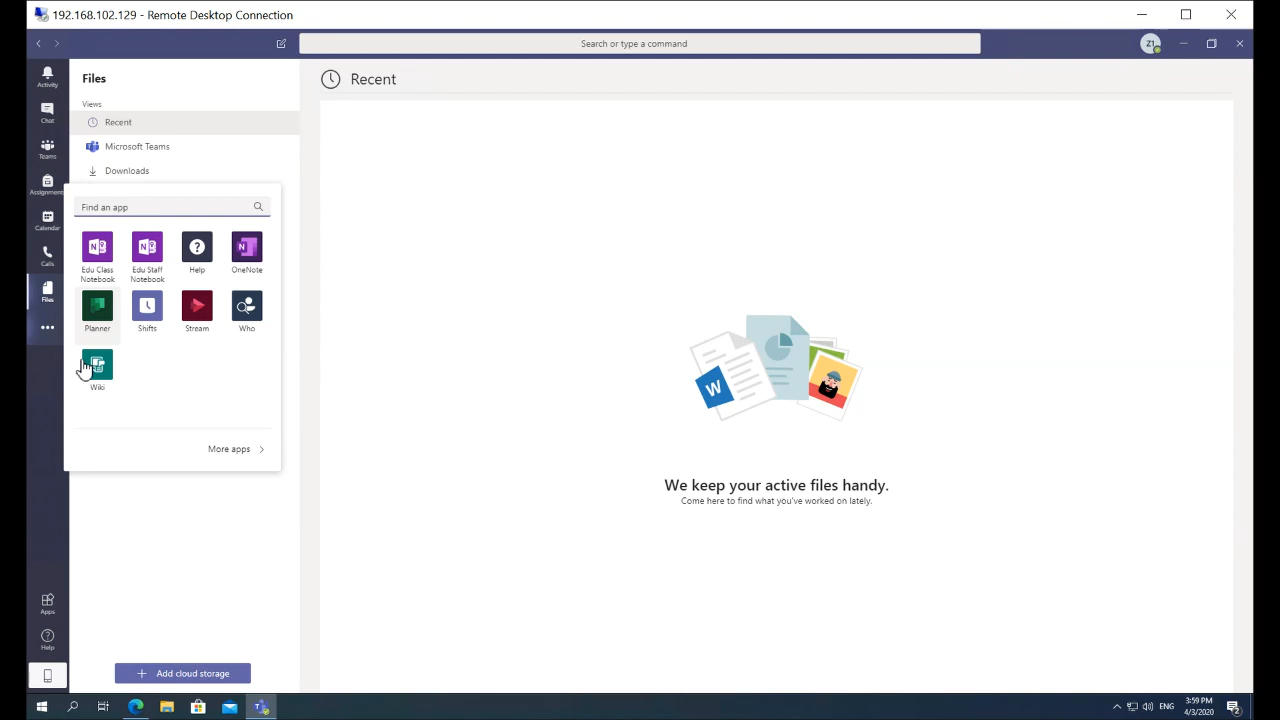 192.168.102.129 - Remote Desktop Connection
Search or type a command
Z1
Activity
Chat
Teams
Assignments
Calendar
Calls
Files
Apps
Help
Files
Views
Recent
Microsoft Teams
Downloads
Find an app
Edu Class Notebook
Edu Staff Notebook
Help
OneNote
Planner
Shifts
Stream
Who
Wiki
More apps
Add cloud storage
Recent
W
We keep your active files handy.
Come here to find what you've worked on lately.
ENG
3:59 PM
4/3/2020
2